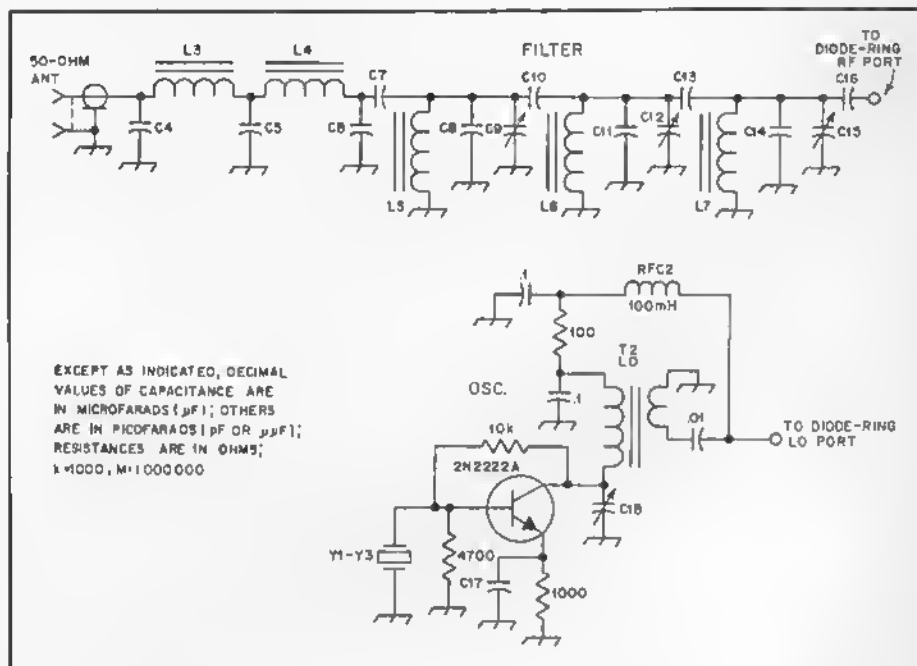 50-OHM
ANT
L3
L4
FILTER
TO
DIODE-RING
RF PORT
C7
C10
C13
C16
C4
C5
C6
C8
C9
C11
C12
C14
C15
L5
L6
L7
.1
RFC2
100mH
100
T2
LO
OSC.
.1
.01
TO DIODE-RING
LO PORT
EXCEPT AS INDICATED, DECIMAL
VALUES OF CAPACITANCE ARE
IN MICROFARADS (µF); OTHERS
ARE IN PICOFARADS (pF OR µµF);
RESISTANCES ARE IN OHMS;
k=1000, M=1000000
10k
2N2222A
C18
Y1-Y3
4700
C17
1000